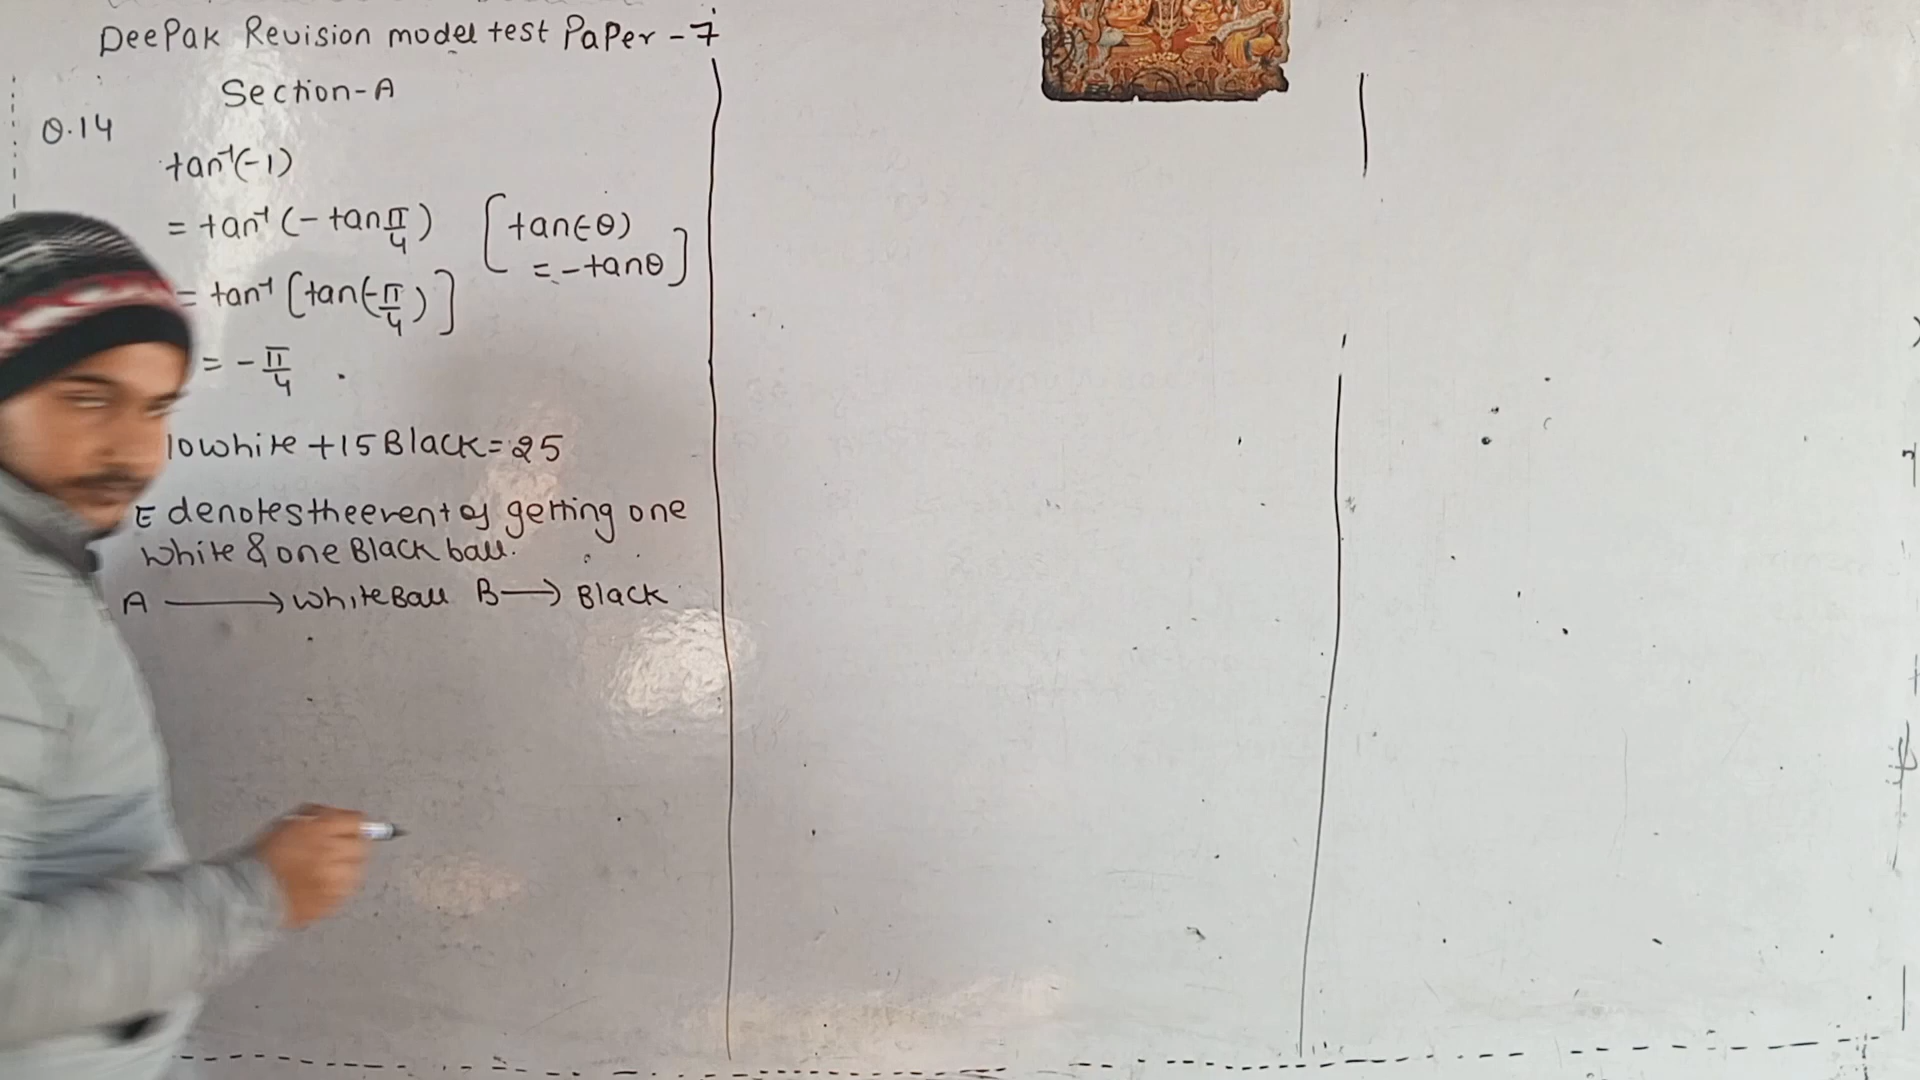 DeePak Revision model test PaPer - 7
Section-A
Q.14
tan⁻¹(-1)
= tan⁻¹ (- tan π/4) [tan(-θ)
= -tanθ]
= tan⁻¹ [tan(-π/4)]
= - π/4
10 white + 15 Black = 25
E denotes the event of getting one
white & one Black ball.
A ⟶ white Ball B ⟶ Black